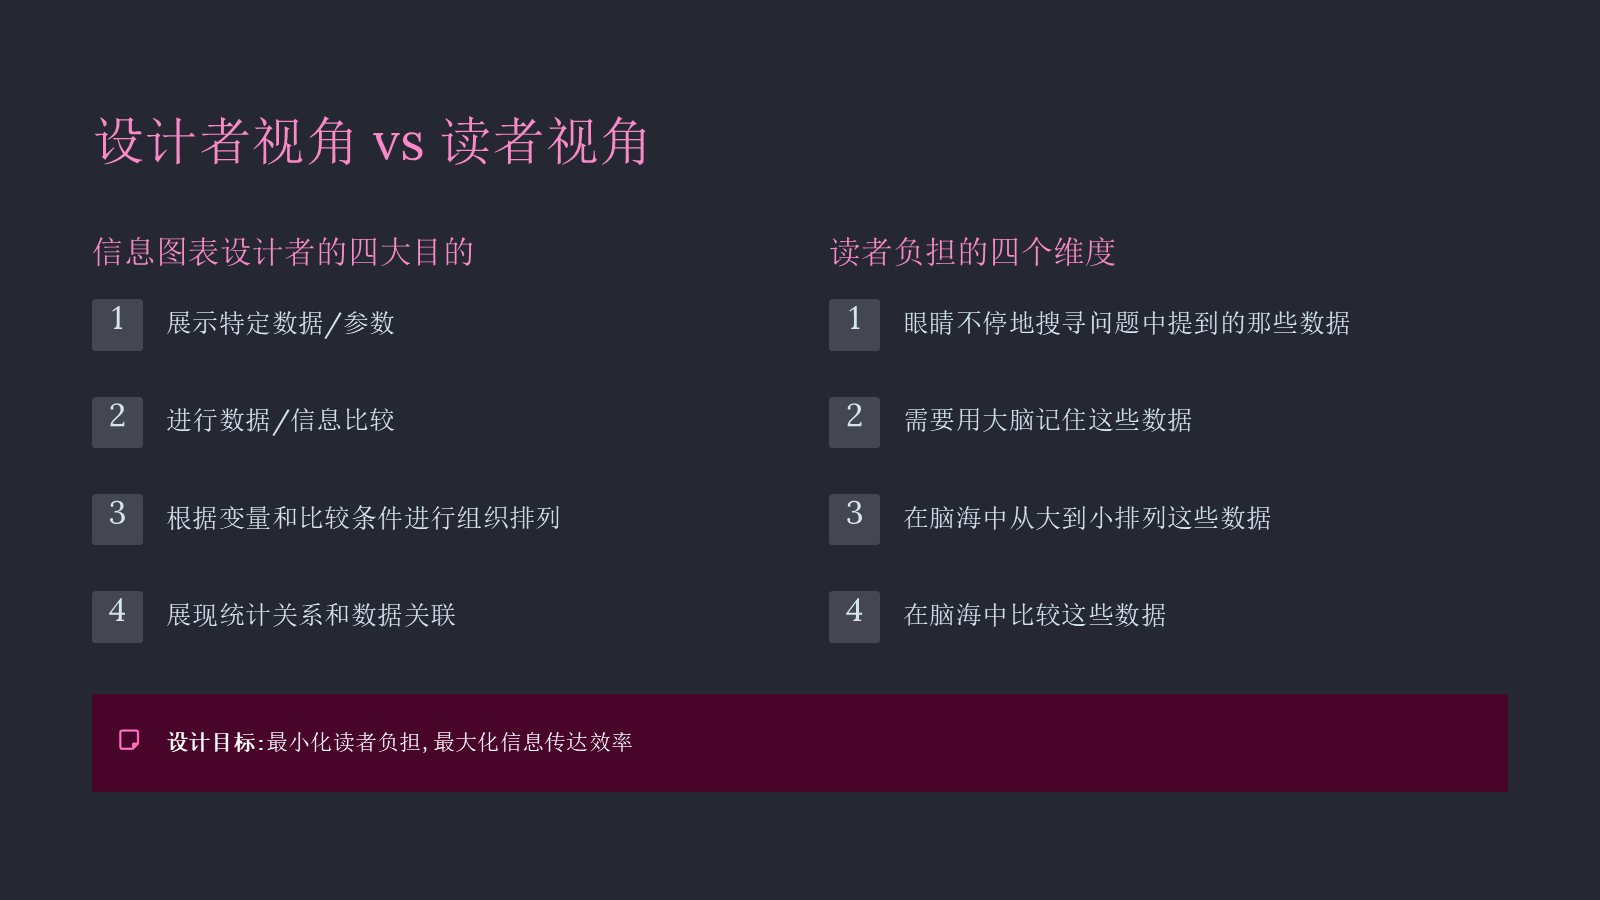 设计者视角 vs 读者视角
信息图表设计者的四大目的
1 展示特定数据/参数
2 进行数据/信息比较
3 根据变量和比较条件进行组织排列
4 展现统计关系和数据关联
读者负担的四个维度
1 眼睛不停地搜寻问题中提到的那些数据
2 需要用大脑记住这些数据
3 在脑海中从大到小排列这些数据
4 在脑海中比较这些数据
设计目标:最小化读者负担,最大化信息传达效率